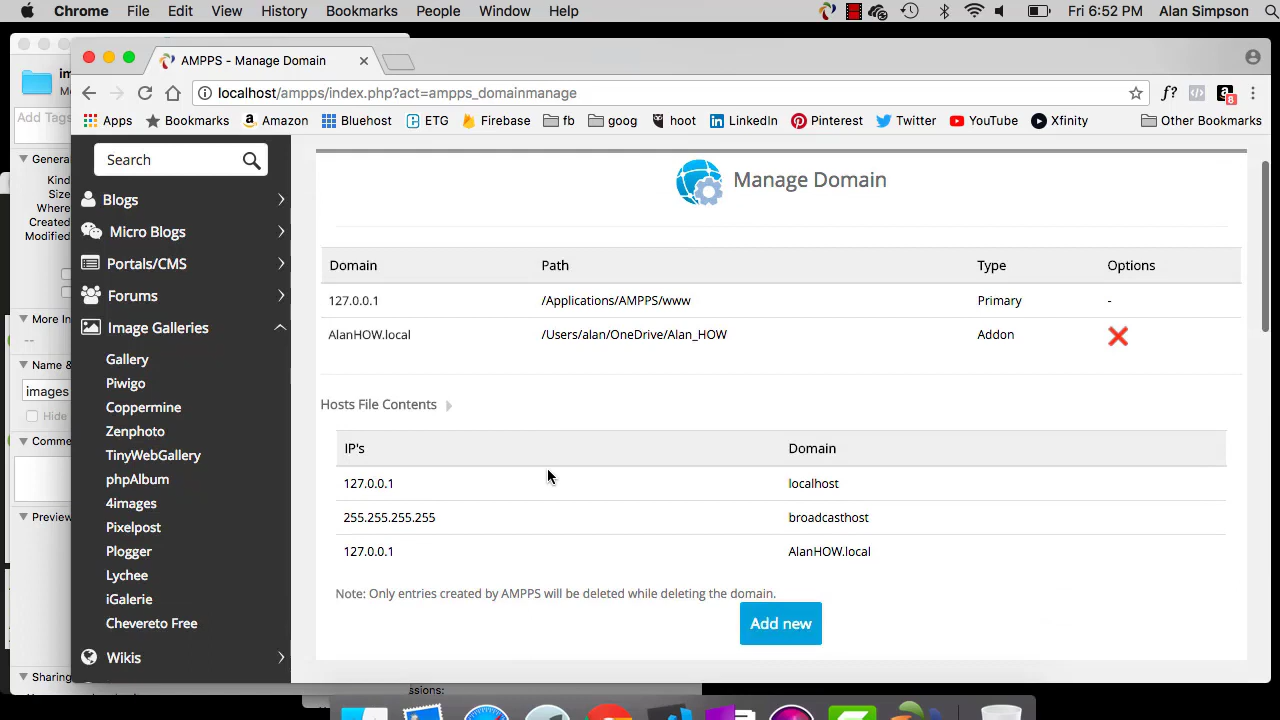 Chrome File Edit View History Bookmarks People Window Help Fri 6:52 PM Alan Simpson
AMPPS - Manage Domain
localhost/ampps/index.php?act=ampps_domainmanage
f?
8
Apps Bookmarks Amazon Bluehost ETG Firebase fb goog hoot LinkedIn Pinterest Twitter YouTube Xfinity Other Bookmarks
Add Tags
General
Kind
Size
Where
Created
Modified
More In
--
Name &
images
Hide
Comme
Preview
Sharing
ssions:
Search
Blogs
Micro Blogs
Portals/CMS
Forums
Image Galleries
Gallery
Piwigo
Coppermine
Zenphoto
TinyWebGallery
phpAlbum
4images
Pixelpost
Plogger
Lychee
iGalerie
Chevereto Free
Wikis
Manage Domain
Domain Path Type Options
127.0.0.1 /Applications/AMPPS/www Primary -
AlanHOW.local /Users/alan/OneDrive/Alan_HOW Addon
Hosts File Contents
IP's Domain
127.0.0.1 localhost
255.255.255.255 broadcasthost
127.0.0.1 AlanHOW.local
Note: Only entries created by AMPPS will be deleted while deleting the domain.
Add new